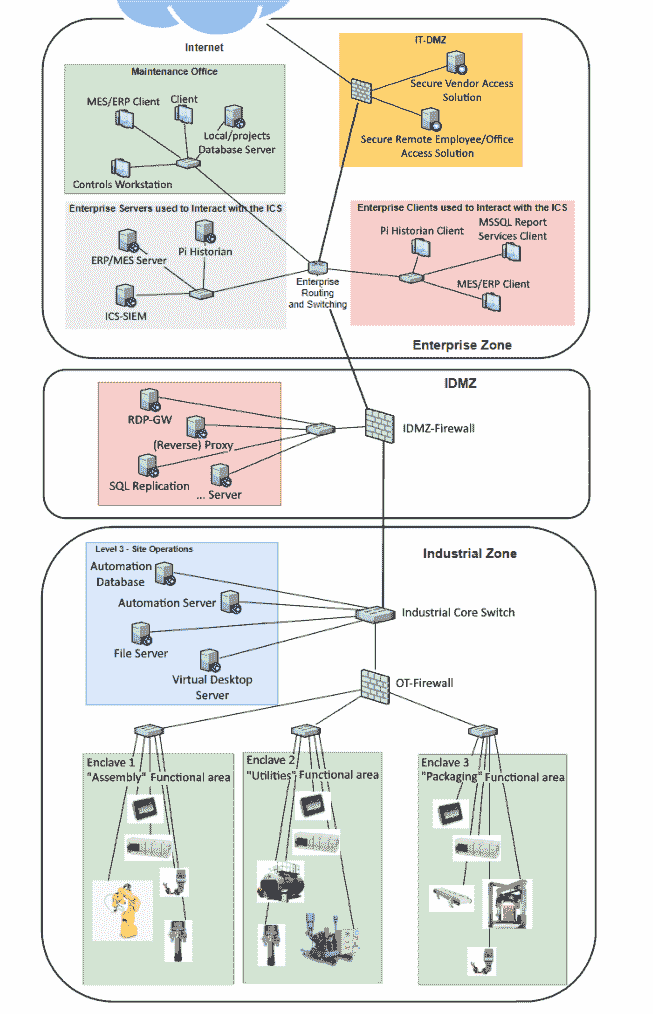 Internet
IT-DMZ
Secure Vendor Access
Solution
Secure Remote Employee/Office
Access Solution
Maintenance Office
MES/ERP Client
Client
Local/projects
Database Server
Controls Workstation
Enterprise Servers used to Interact with the ICS
Pi Historian
ERP/MES Server
ICS-SIEM
Enterprise
Routing
and Switching
Enterprise Clients used to Interact with the ICS
Pi Historian Client
MSSQL Report
Services Client
MES/ERP Client
Enterprise Zone
IDMZ
RDP-GW
(Reverse) Proxy
SQL Replication
... Server
IDMZ-Firewall
Industrial Zone
Level 3 - Site Operations
Automation
Database
Automation Server
File Server
Virtual Desktop
Server
Industrial Core Switch
OT-Firewall
Enclave 1
"Assembly" Functional area
Enclave 2
"Utilities" Functional area
Enclave 3
"Packaging" Functional area